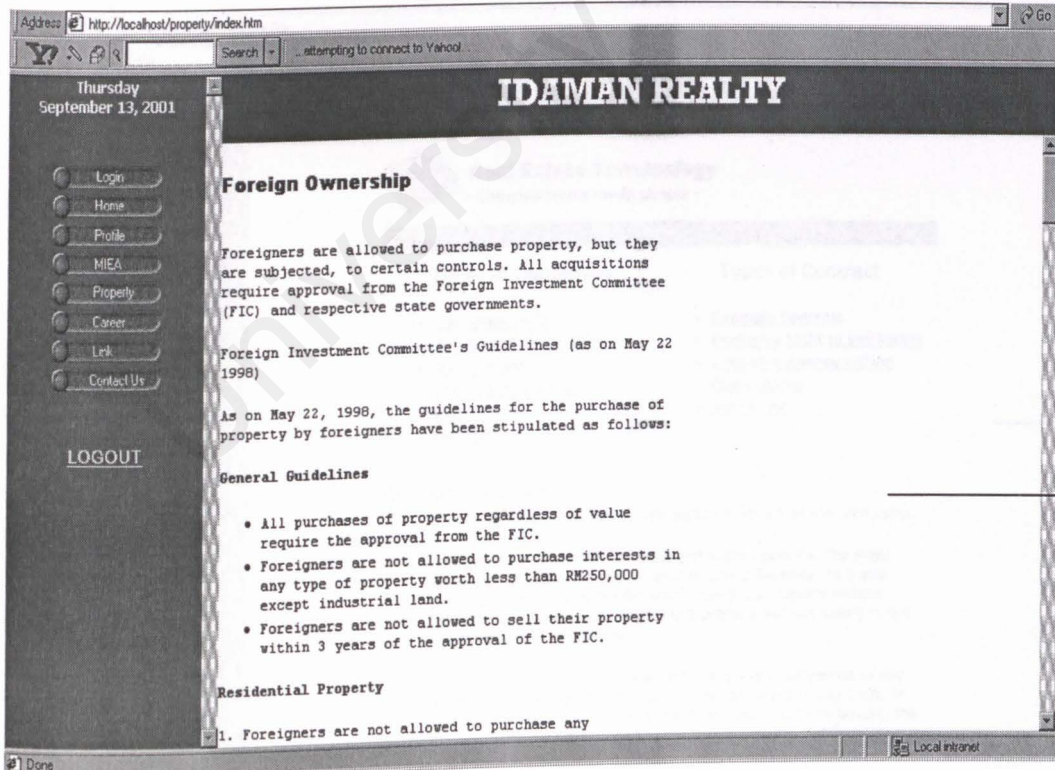 Address http://localhost/property/index.htm Go
Y! Search ...attempting to connect to Yahoo!...
Thursday
September 13, 2001
IDAMAN REALTY
Login
Home
Profile
MIEA
Property
Career
Link
Contact Us
LOGOUT
Foreign Ownership
Foreigners are allowed to purchase property, but they
are subjected, to certain controls. All acquisitions
require approval from the Foreign Investment Committee
(FIC) and respective state governments.
Foreign Investment Committee's Guidelines (as on May 22
1998)
As on May 22, 1998, the guidelines for the purchase of
property by foreigners have been stipulated as follows:
General Guidelines
• All purchases of property regardless of value
require the approval from the FIC.
• Foreigners are not allowed to purchase interests in
any type of property worth less than RM250,000
except industrial land.
• Foreigners are not allowed to sell their property
within 3 years of the approval of the FIC.
Residential Property
1. Foreigners are not allowed to purchase any
Done Local intranet